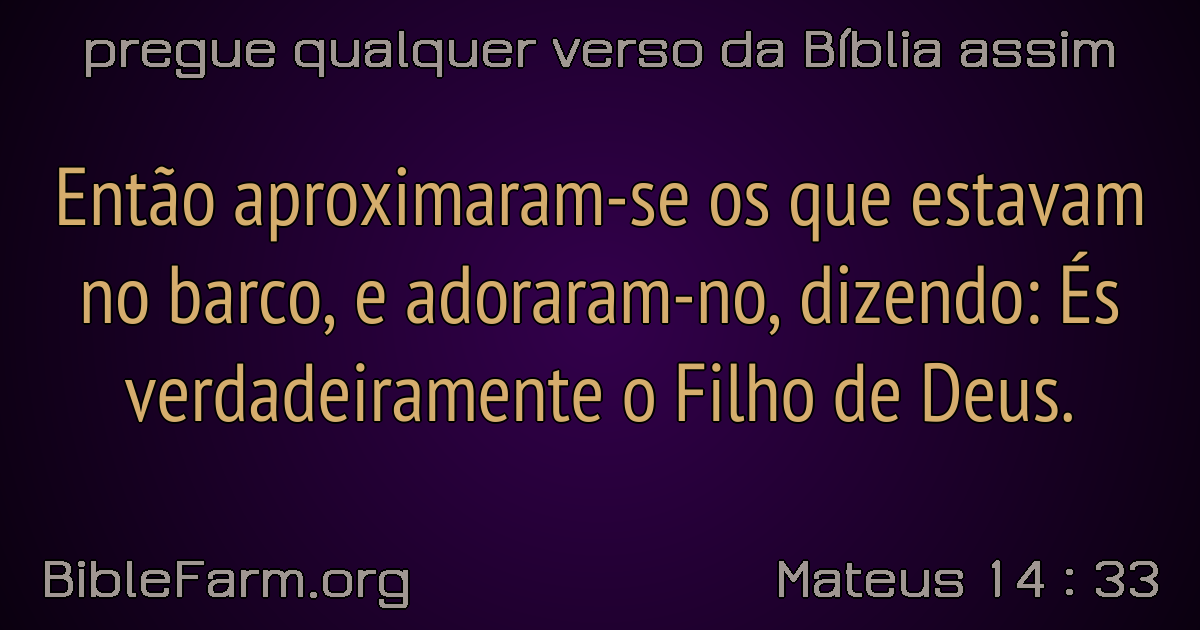 pregue qualquer verso da Bíblia assim
Então aproximaram-se os que estavam
no barco, e adoraram-no, dizendo: És
verdadeiramente o Filho de Deus.
BibleFarm.org
Mateus 14 : 33